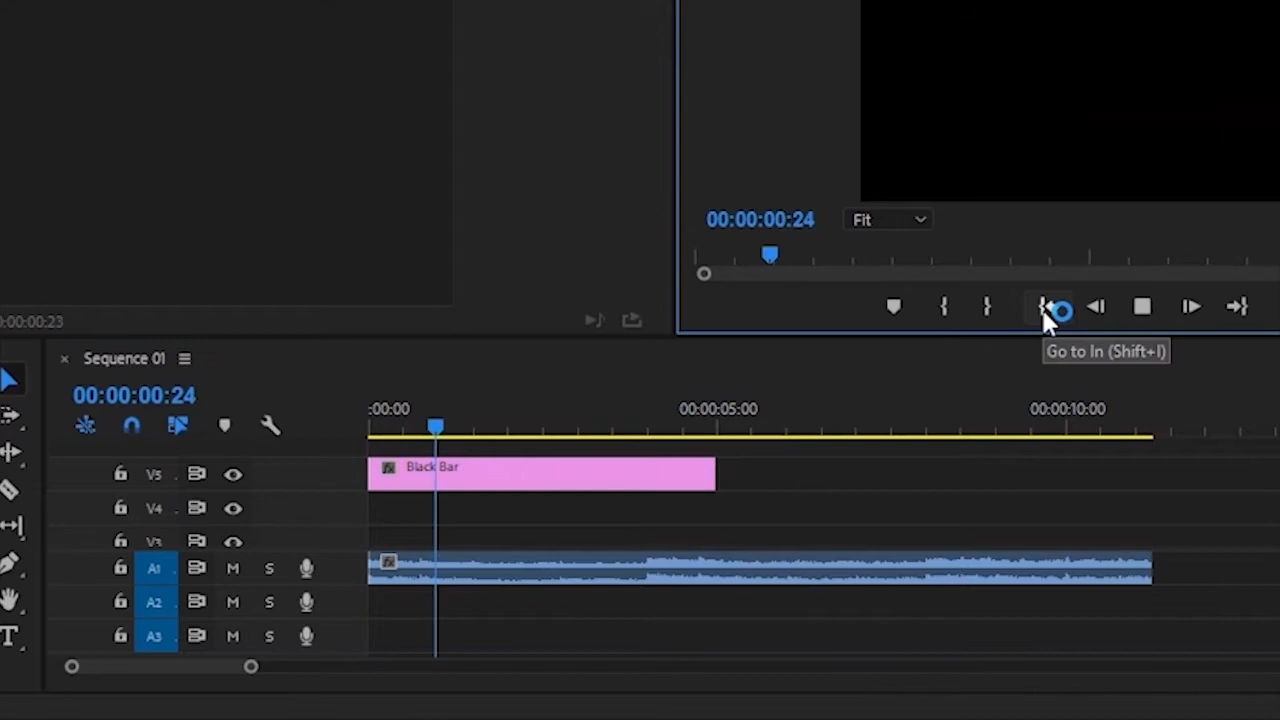 00:00:00:24 Fit
0:00:00:23
Go to In (Shift+I)
Sequence 01
00:00:00:24
:00:00 00:00:05:00 00:00:10:00
V5 Black Bar
V4
V3
A1 M S
A2 M S
A3 M S